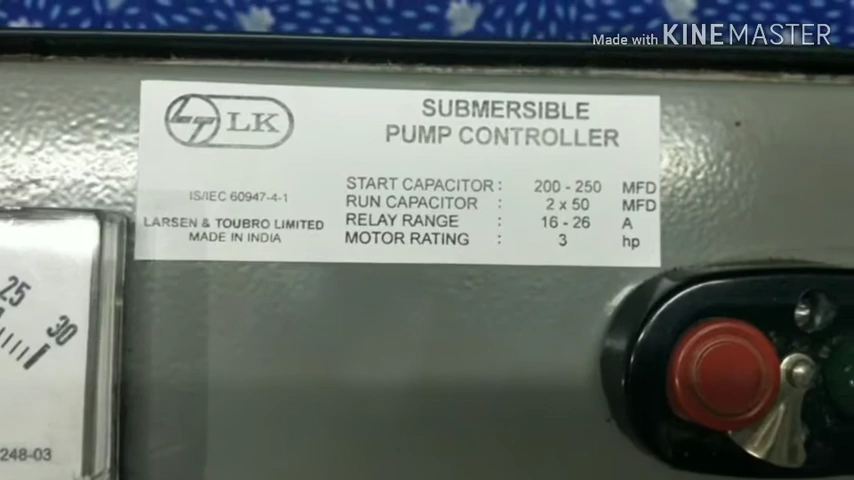 Made with KINEMASTER
LT LK
SUBMERSIBLE
PUMP CONTROLLER
IS/IEC 60947-4-1
LARSEN & TOUBRO LIMITED
MADE IN INDIA
START CAPACITOR : 200 - 250 MFD
RUN CAPACITOR : 2 x 50 MFD
RELAY RANGE : 16 - 26 A
MOTOR RATING : 3 hp
25
30
248-03